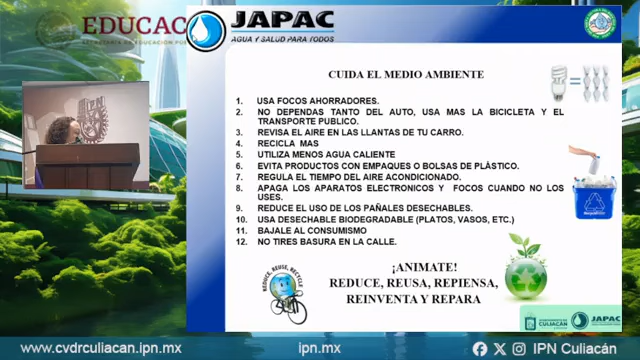 EDUCAC
SECRETARÍA DE EDUCACIÓN PÚ
JAPAC
AGUA Y SALUD PARA TODOS
CUIDA EL MEDIO AMBIENTE
1. USA FOCOS AHORRADORES.
2. NO DEPENDAS TANTO DEL AUTO, USA MAS LA BICICLETA Y EL
TRANSPORTE PUBLICO.
3. REVISA EL AIRE EN LAS LLANTAS DE TU CARRO.
4. RECICLA MAS
5 UTILIZA MENOS AGUA CALIENTE
6. EVITA PRODUCTOS CON EMPAQUES O BOLSAS DE PLÀSTICO.
7. REGULA EL TIEMPO DEL AIRE ACONDICIONADO.
8. APAGA LOS APARATOS ELECTRONICOS Y FOCOS CUANDO NO LOS
USES.
9. REDUCE EL USO DE LOS PAÑALES DESECHABLES.
10. USA DESECHABLE BIODEGRADABLE (PLATOS, VASOS, ETC.)
11. BAJALE AL CONSUMISMO
12. NO TIRES BASURA EN LA CALLE.
REDUCE, REUSE, RECYCLE
¡ANIMATE!
REDUCE, REUSA, REPIENSA,
REINVENTA Y REPARA
CULIACÁN
JAPAC
www.cvdrculiacan.ipn.mx
ipn.mx
IPN Culiacán